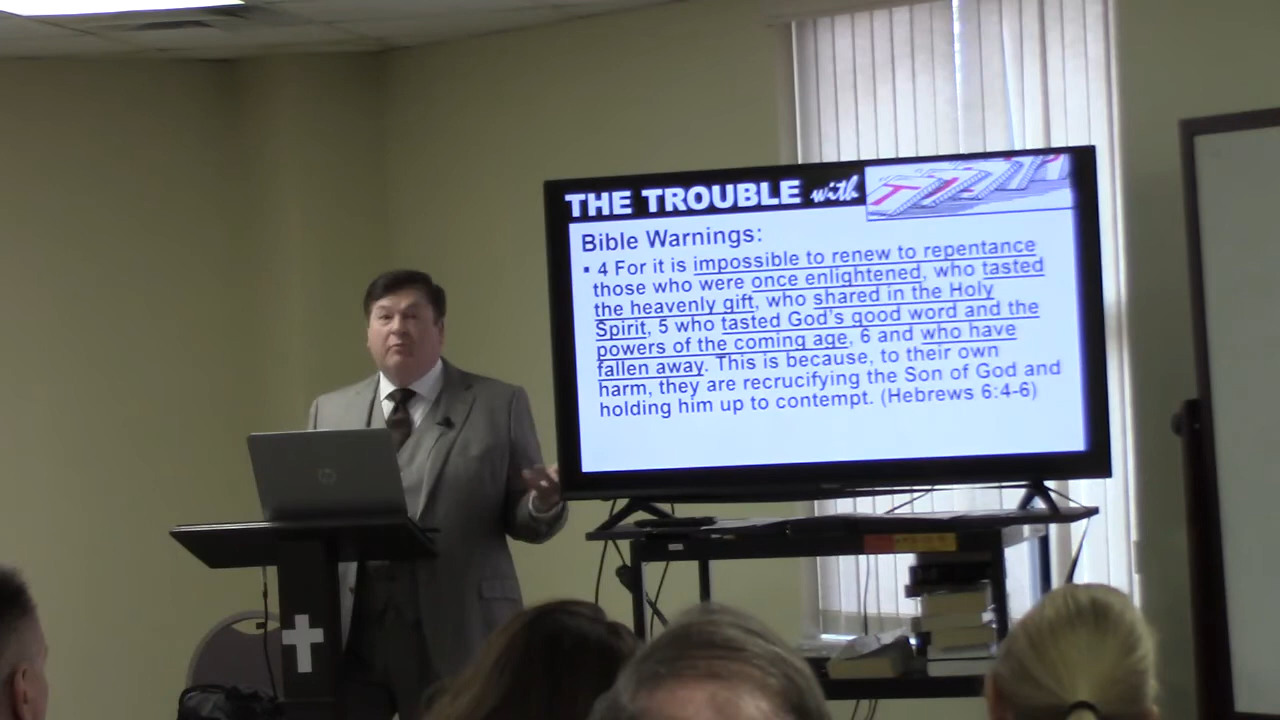 THE TROUBLE with
Bible Warnings:
▪ 4 For it is impossible to renew to repentance
those who were once enlightened, who tasted
the heavenly gift, who shared in the Holy
Spirit, 5 who tasted God's good word and the
powers of the coming age, 6 and who have
fallen away. This is because, to their own
harm, they are recrucifying the Son of God and
holding him up to contempt. (Hebrews 6:4-6)
hp